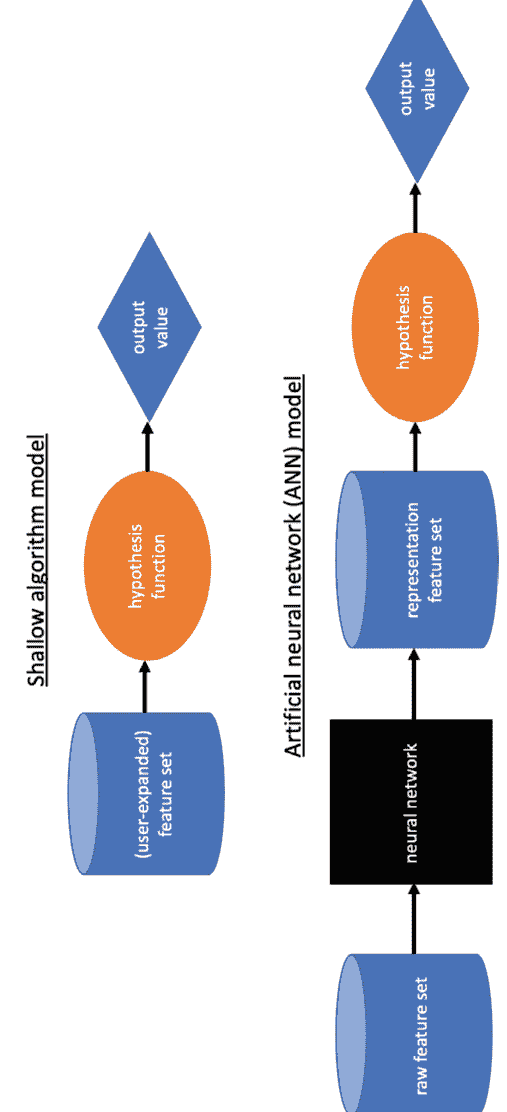 Shallow algorithm model
(user-expanded)
feature set
hypothesis
function
output
value
Artificial neural network (ANN) model
raw feature set
neural network
representation
feature set
hypothesis
function
output
value